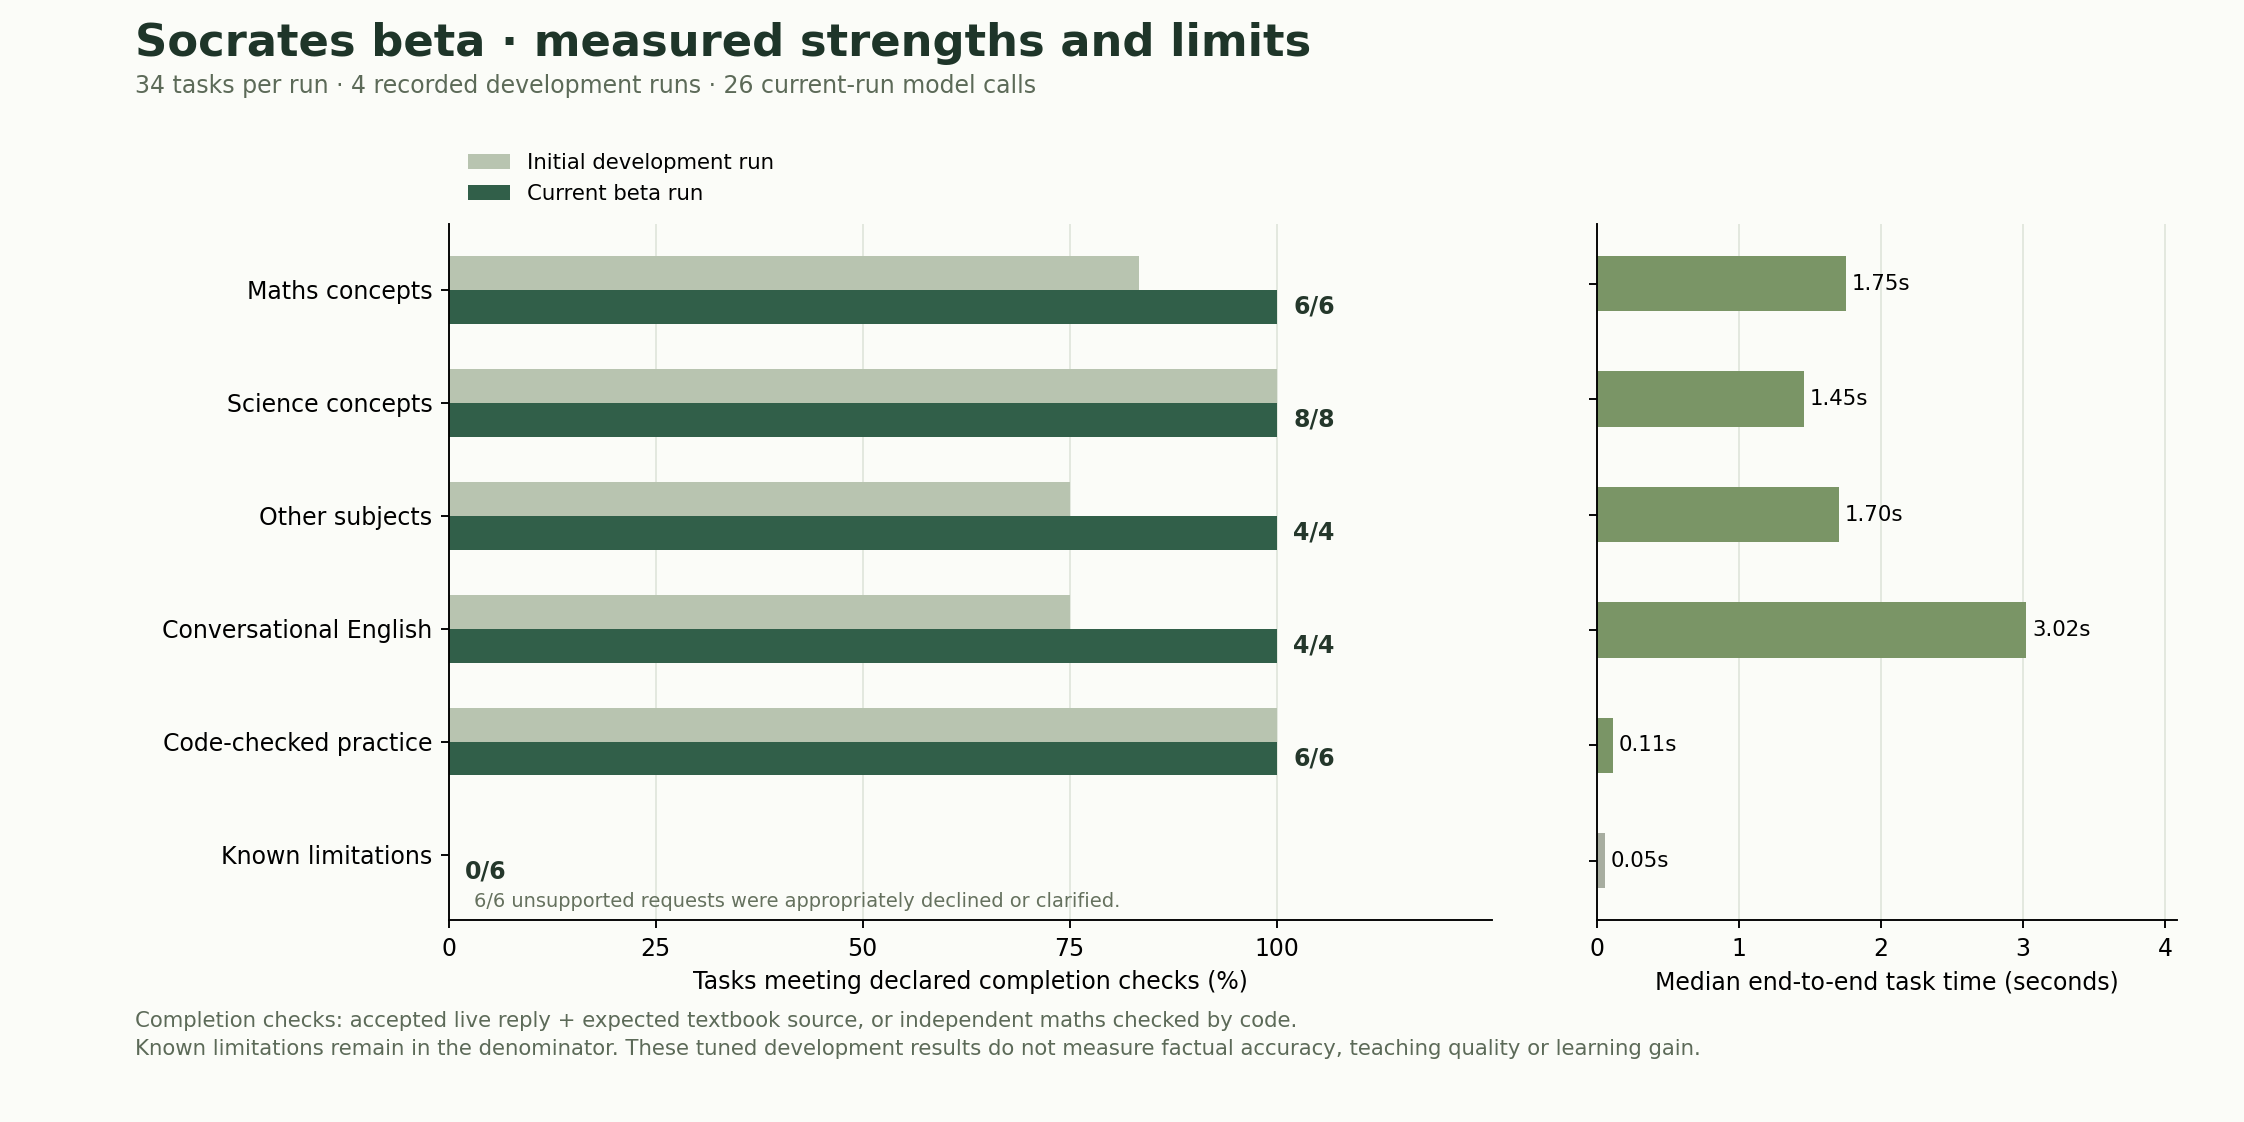 Socrates beta · measured strengths and limits
34 tasks per run · 4 recorded development runs · 26 current-run model calls
Initial development run
Current beta run
Maths concepts
6/6
1.75s
Science concepts
8/8
1.45s
Other subjects
4/4
1.70s
Conversational English
4/4
3.02s
Code-checked practice
6/6
0.11s
Known limitations
0/6
0.05s
6/6 unsupported requests were appropriately declined or clarified.
0 25 50 75 100
0 1 2 3 4
Tasks meeting declared completion checks (%)
Median end-to-end task time (seconds)
Completion checks: accepted live reply + expected textbook source, or independent maths checked by code.
Known limitations remain in the denominator. These tuned development results do not measure factual accuracy, teaching quality or learning gain.